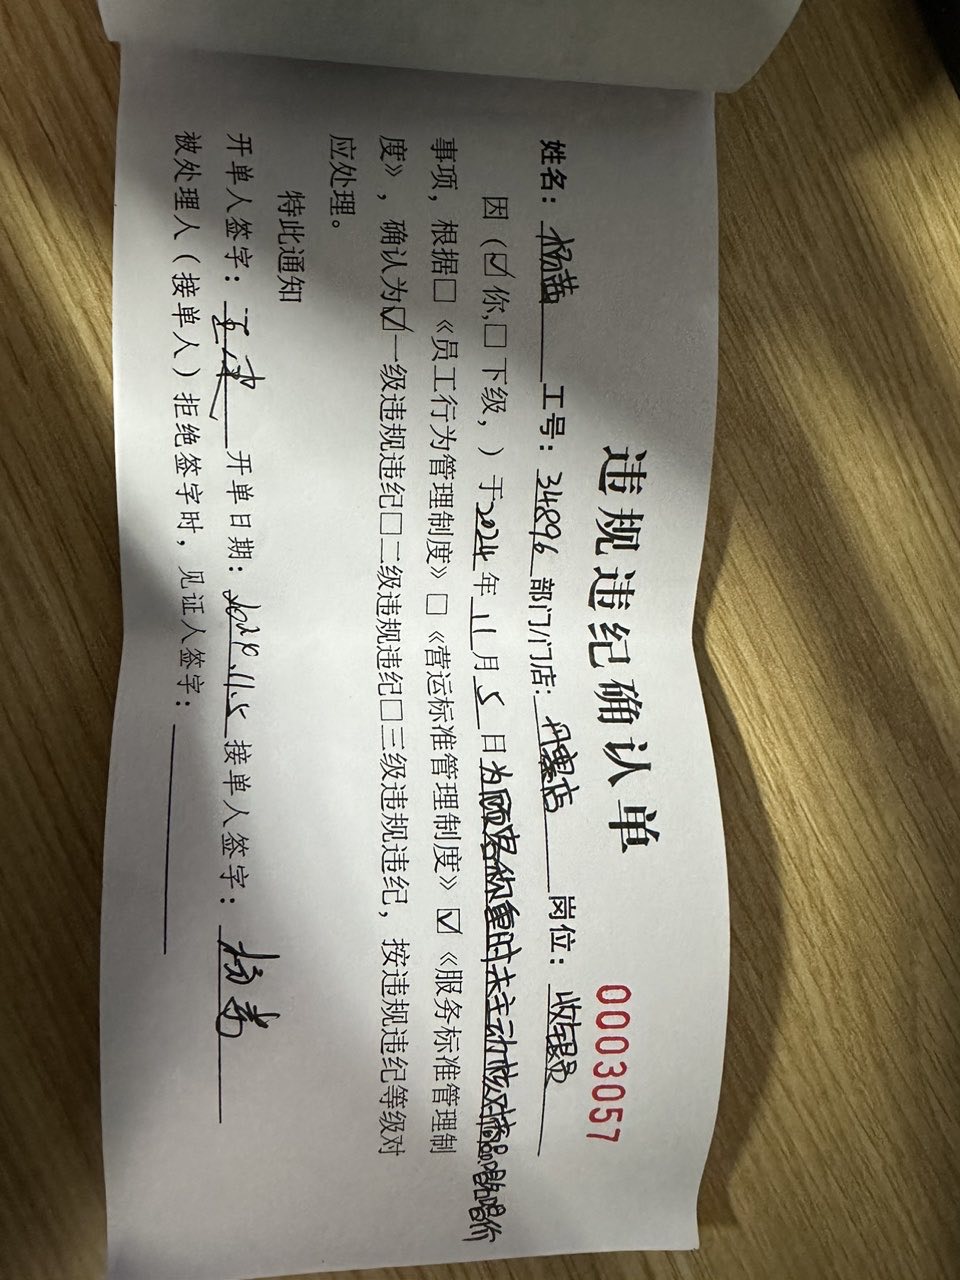 违规违纪确认单 0003057
姓名：杨茜 工号：34896 部门/门店：丹寨店 岗位：收银员
因（☑你,□下级，）于2024年11月5日为顾客称重时未主动核对商品唱名唱价
事项，根据□《员工行为管理制度》□《营运标准管理制度》☑《服务标准管理制
度》，确认为☑一级违规违纪□二级违规违纪□三级违规违纪，按违规违纪等级对
应处理。
特此通知
开单人签字： 开单日期：2024.11.5 接单人签字：杨茜
被处理人（接单人）拒绝签字时，见证人签字：